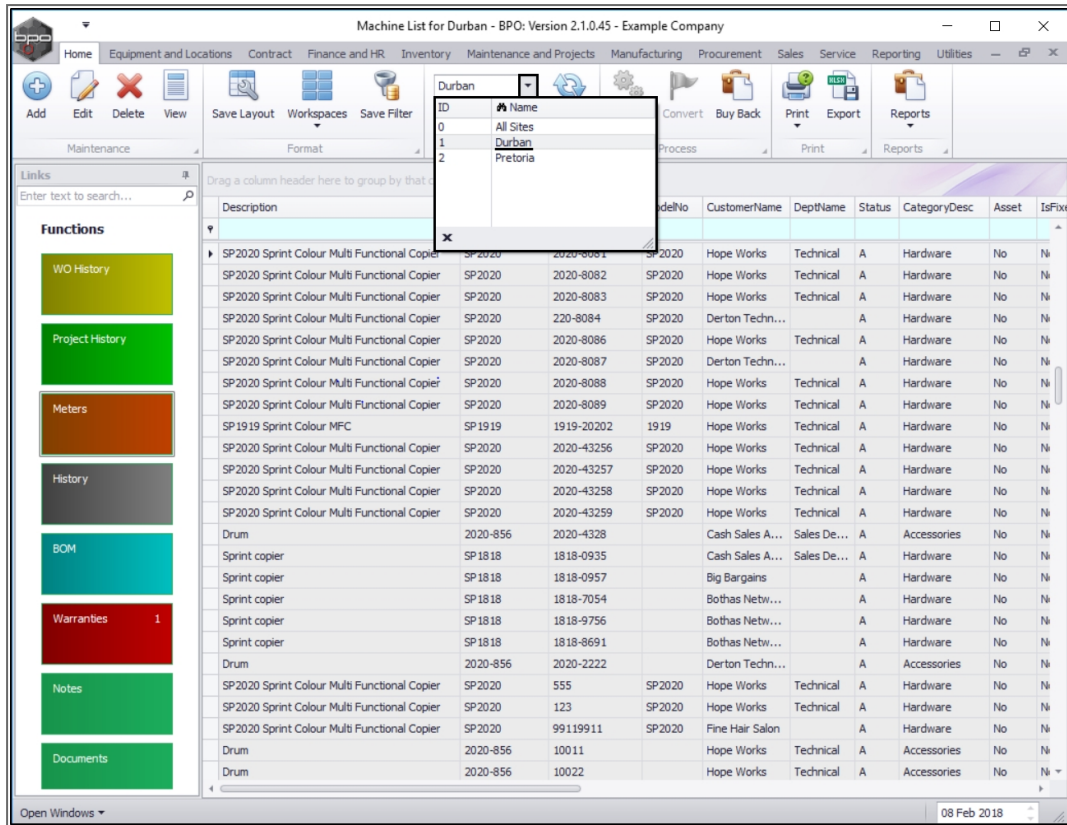 Machine List for Durban - BPO: Version 2.1.0.45 - Example Company
bpo
Home Equipment and Locations Contract Finance and HR Inventory Maintenance and Projects Manufacturing Procurement Sales Service Reporting Utilities
Durban
Add Edit Delete View Save Layout Workspaces Save Filter Convert Buy Back Print Export Reports
Maintenance Format Process Print Reports
ID Name
0 All Sites
1 Durban
2 Pretoria
Links
Enter text to search...
Functions
WO History
Project History
Meters
History
BOM
Warranties 1
Notes
Documents
Drag a column header here to group by that c
Description delNo CustomerName DeptName Status CategoryDesc Asset IsFixe
SP2020 Sprint Colour Multi Functional Copier SP2020 2020-8081 SP2020 Hope Works Technical A Hardware No
SP2020 Sprint Colour Multi Functional Copier SP2020 2020-8082 SP2020 Hope Works Technical A Hardware No
SP2020 Sprint Colour Multi Functional Copier SP2020 2020-8083 SP2020 Hope Works Technical A Hardware No
SP2020 Sprint Colour Multi Functional Copier SP2020 220-8084 SP2020 Derton Techn... A Hardware No
SP2020 Sprint Colour Multi Functional Copier SP2020 2020-8086 SP2020 Hope Works Technical A Hardware No
SP2020 Sprint Colour Multi Functional Copier SP2020 2020-8087 SP2020 Derton Techn... A Hardware No
SP2020 Sprint Colour Multi Functional Copier SP2020 2020-8088 SP2020 Hope Works Technical A Hardware No
SP2020 Sprint Colour Multi Functional Copier SP2020 2020-8089 SP2020 Hope Works Technical A Hardware No
SP1919 Sprint Colour MFC SP1919 1919-20202 1919 Hope Works Technical A Hardware No
SP2020 Sprint Colour Multi Functional Copier SP2020 2020-43256 SP2020 Hope Works Technical A Hardware No
SP2020 Sprint Colour Multi Functional Copier SP2020 2020-43257 SP2020 Hope Works Technical A Hardware No
SP2020 Sprint Colour Multi Functional Copier SP2020 2020-43258 SP2020 Hope Works Technical A Hardware No
SP2020 Sprint Colour Multi Functional Copier SP2020 2020-43259 SP2020 Hope Works Technical A Hardware No
Drum 2020-856 2020-4328 Cash Sales A... Sales De... A Accessories No
Sprint copier SP1818 1818-0935 Cash Sales A... Sales De... A Hardware No
Sprint copier SP1818 1818-0957 Big Bargains A Hardware No
Sprint copier SP1818 1818-7054 Bothas Netw... A Hardware No
Sprint copier SP1818 1818-9756 Bothas Netw... A Hardware No
Sprint copier SP1818 1818-8691 Bothas Netw... A Hardware No
Drum 2020-856 2020-2222 Derton Techn... A Accessories No
SP2020 Sprint Colour Multi Functional Copier SP2020 555 SP2020 Hope Works Technical A Hardware No
SP2020 Sprint Colour Multi Functional Copier SP2020 123 SP2020 Hope Works Technical A Hardware No
SP2020 Sprint Colour Multi Functional Copier SP2020 99119911 SP2020 Fine Hair Salon A Hardware No
Drum 2020-856 10011 Hope Works Technical A Accessories No
Drum 2020-856 10022 Hope Works Technical A Accessories No
Open Windows 08 Feb 2018